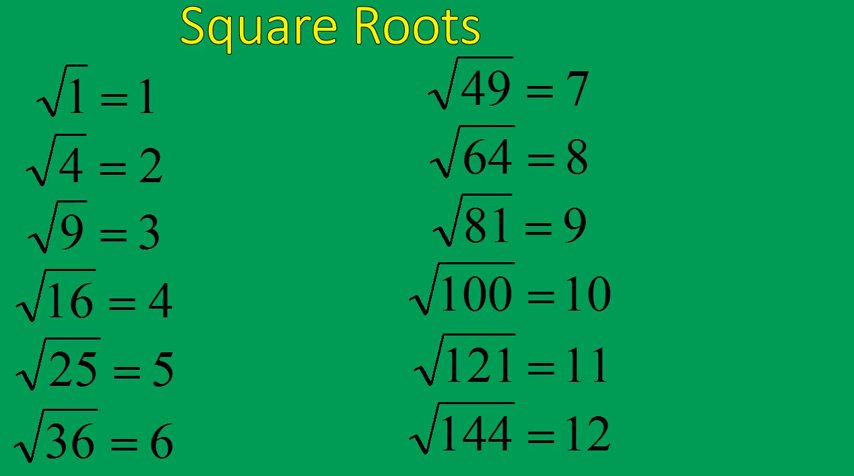 Square Roots
√1 = 1
√4 = 2
√9 = 3
√16 = 4
√25 = 5
√36 = 6
√49 = 7
√64 = 8
√81 = 9
√100 = 10
√121 = 11
√144 = 12